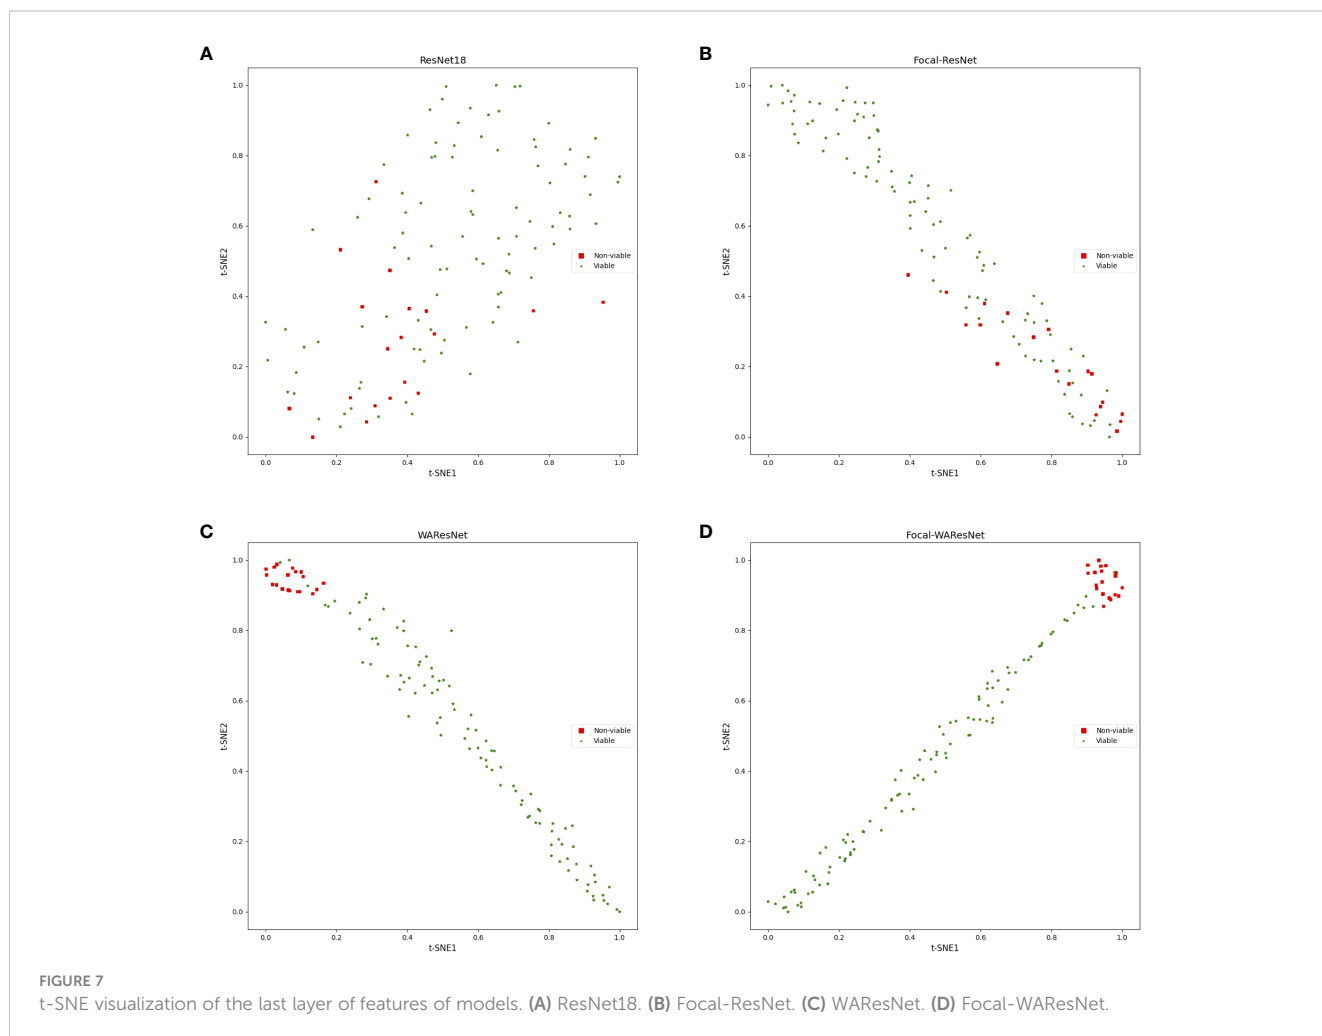 A
ResNet18
1.0
0.8
0.6
0.4
0.2
0.0
t-SNE2
Non-viable
Viable
0.0 0.2 0.4 0.6 0.8 1.0
t-SNE1
B
Focal-ResNet
1.0
0.8
0.6
0.4
0.2
0.0
t-SNE2
Non-viable
Viable
0.0 0.2 0.4 0.6 0.8 1.0
t-SNE1
C
WAResNet
1.0
0.8
0.6
0.4
0.2
0.0
t-SNE2
Non-viable
Viable
0.0 0.2 0.4 0.6 0.8 1.0
t-SNE1
D
Focal-WAResNet
1.0
0.8
0.6
0.4
0.2
0.0
t-SNE2
Non-viable
Viable
0.0 0.2 0.4 0.6 0.8 1.0
t-SNE1
FIGURE 7
t-SNE visualization of the last layer of features of models. (A) ResNet18. (B) Focal-ResNet. (C) WAResNet. (D) Focal-WAResNet.